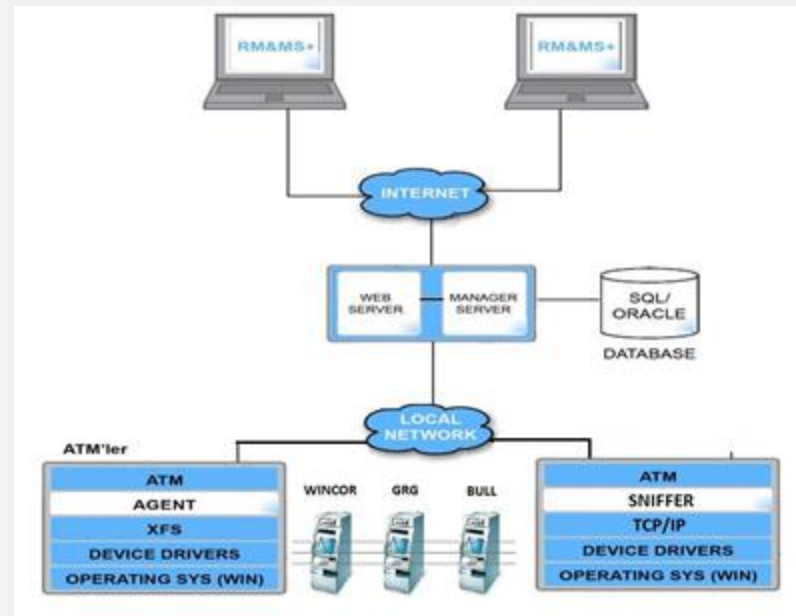 RM&MS+
RM&MS+
INTERNET
WEB
SERVER
MANAGER
SERVER
SQL/
ORACLE
DATABASE
LOCAL
NETWORK
ATM'ler
ATM
AGENT
XFS
DEVICE DRIVERS
OPERATING SYS (WIN)
WINCOR
GRG
BULL
ATM
SNIFFER
TCP/IP
DEVICE DRIVERS
OPERATING SYS (WIN)